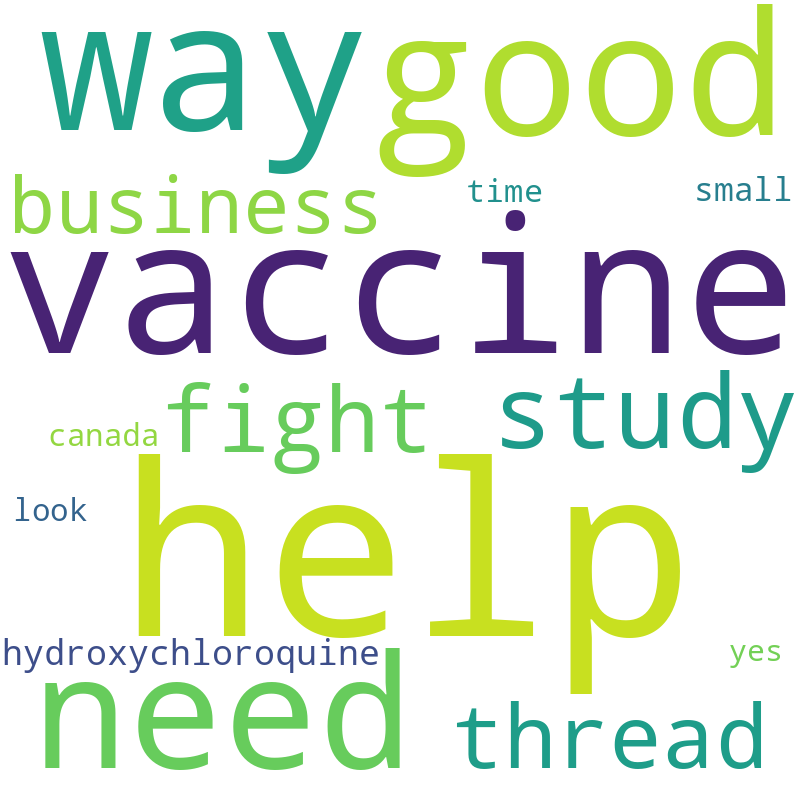 way good
business time small
vaccine
fight study
canada
help
look
hydroxychloroquine yes
need thread